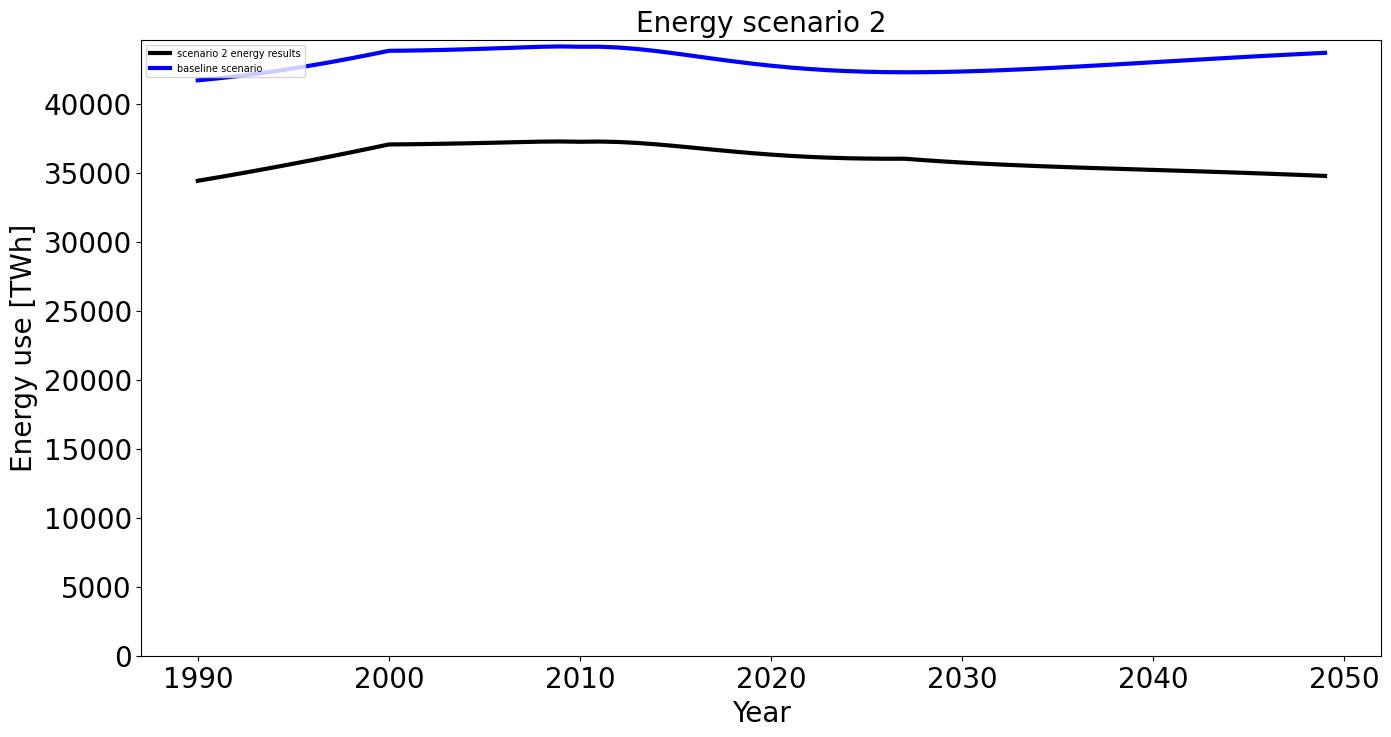 Energy scenario 2
scenario 2 energy results
baseline scenario
40000
35000
30000
25000
20000
15000
10000
5000
0
Energy use [TWh]
1990 2000 2010 2020 2030 2040 2050
Year